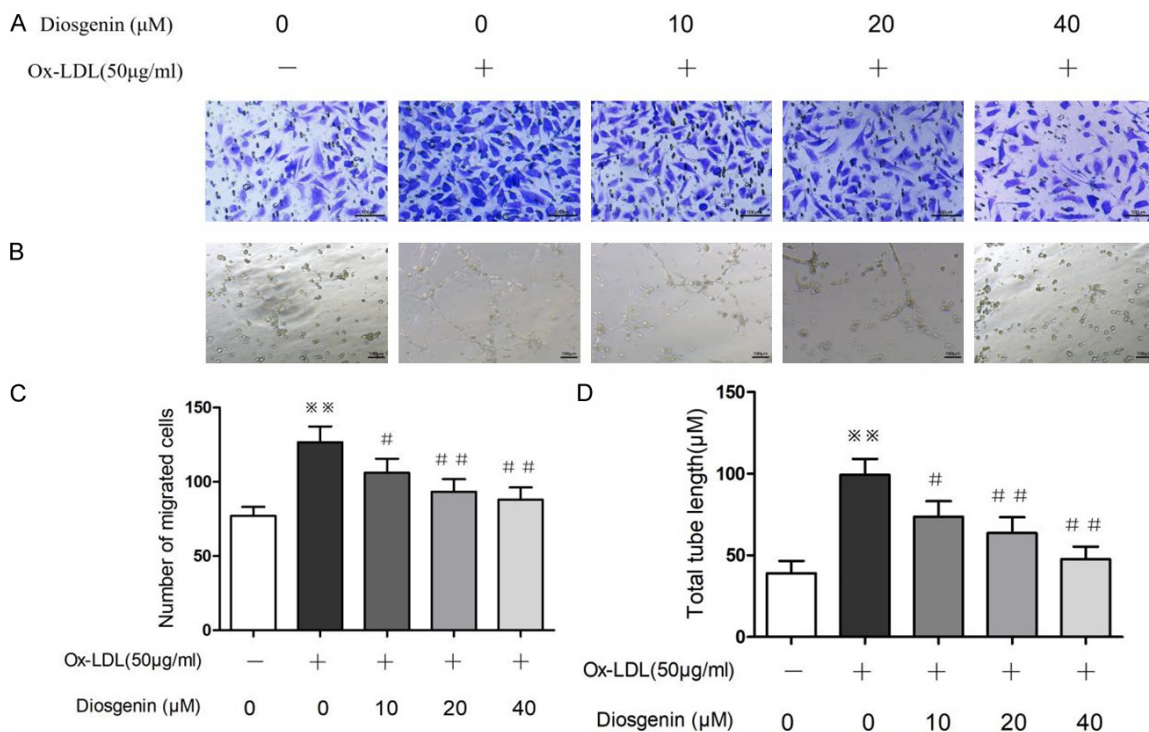 A Diosgenin (μM) 0 0 10 20 40
Ox-LDL(50μg/ml) — + + + +
B
C
Number of migrated cells
150
100
50
0
※※ # ## ##
Ox-LDL(50μg/ml) — + + + +
Diosgenin (μM) 0 0 10 20 40
D
Total tube length(μM)
150
100
50
0
※※ # ## ##
Ox-LDL(50μg/ml) — + + + +
Diosgenin (μM) 0 0 10 20 40